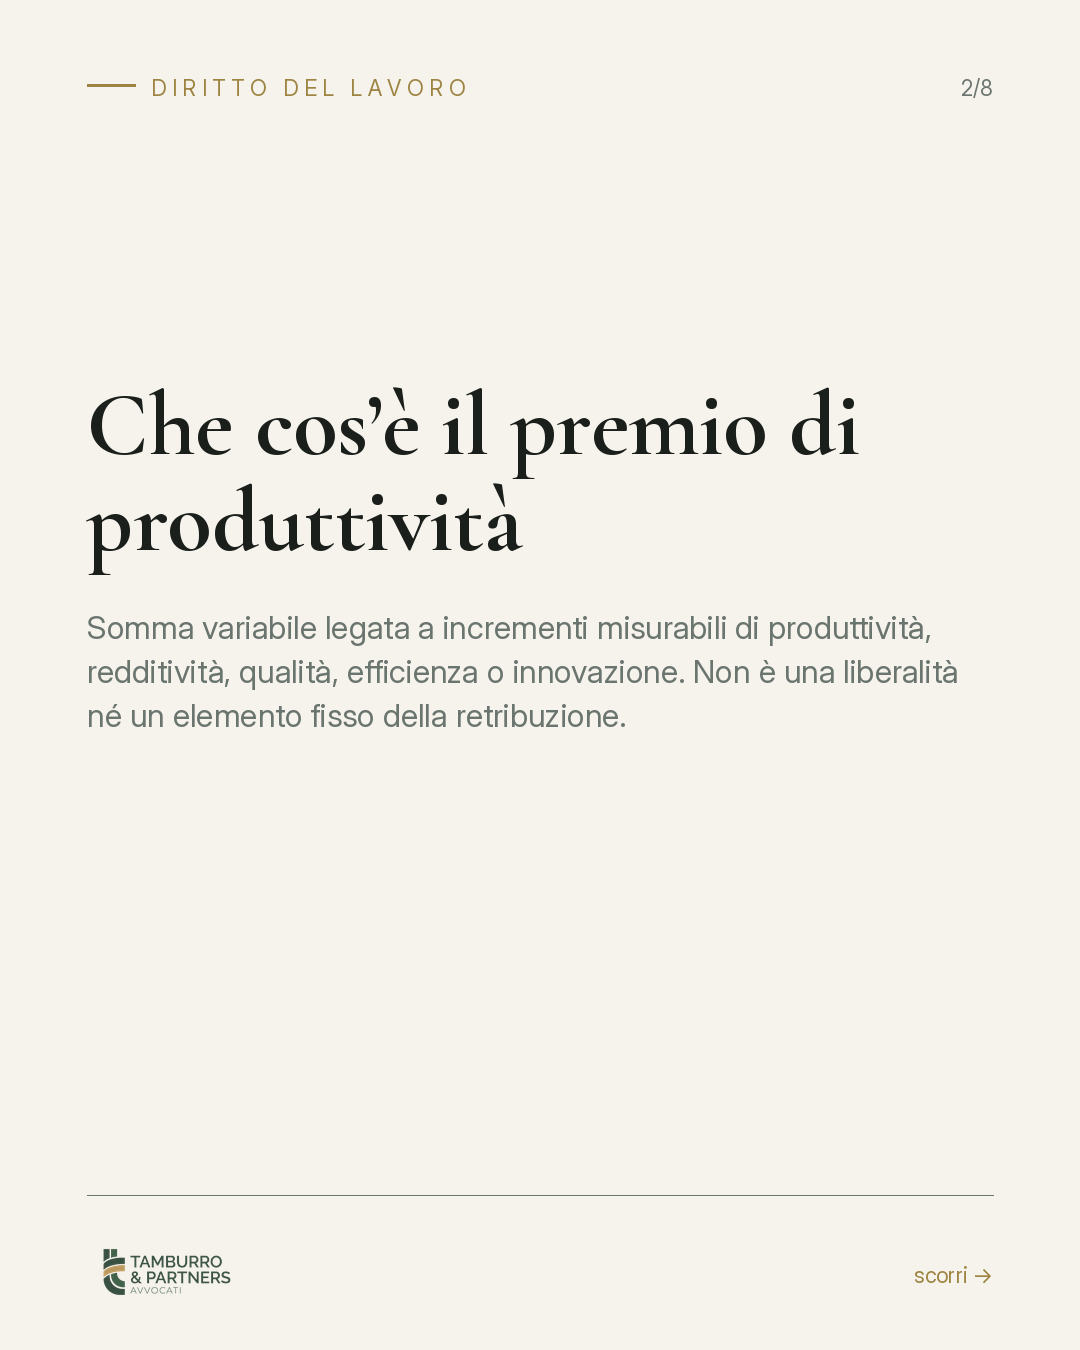 DIRITTO DEL LAVORO
2/8
Che cos’è il premio di
produttività
Somma variabile legata a incrementi misurabili di produttività,
redditività, qualità, efficienza o innovazione. Non è una liberalità
né un elemento fisso della retribuzione.
TAMBURRO
& PARTNERS
AVVOCATI
scorri →